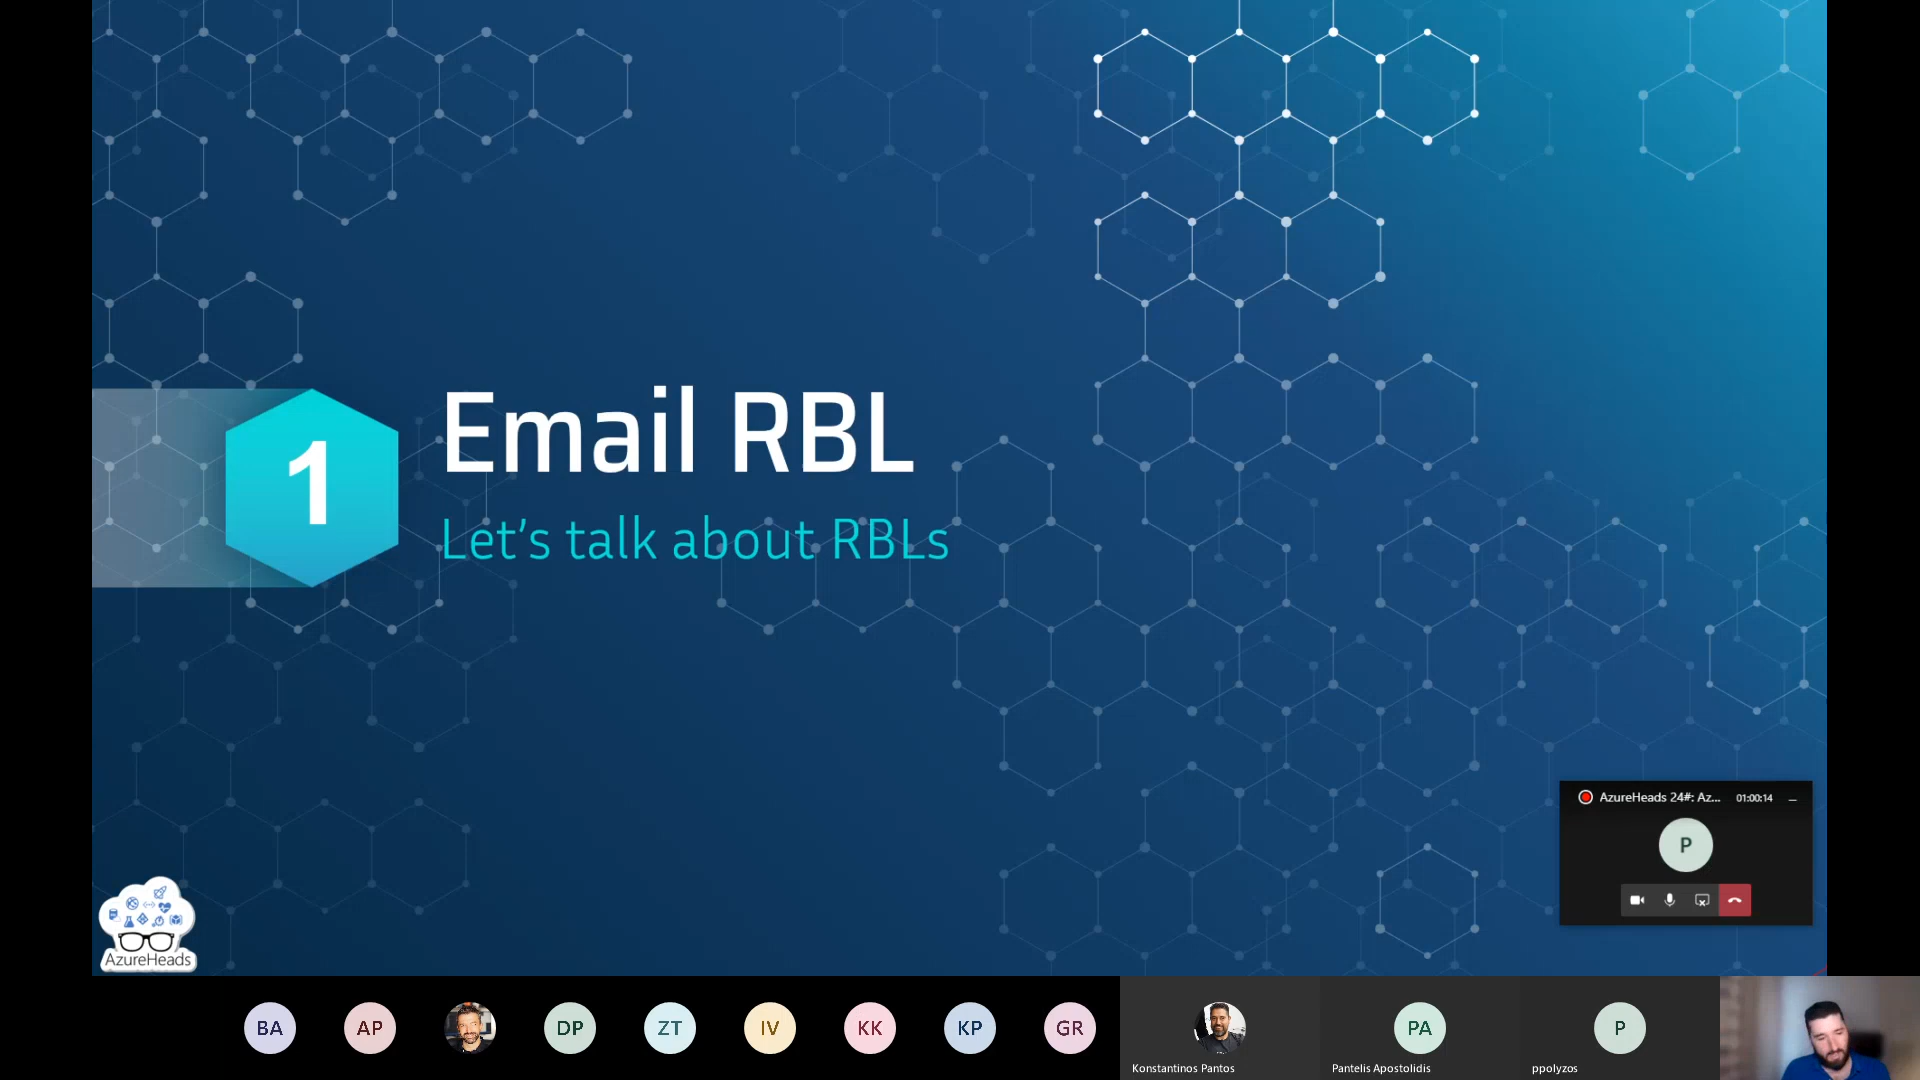 1
Email RBL
Let's talk about RBLs
AzureHeads 24#: Az...
01:00:14
P
AzureHeads
BA
AP
DP
ZT
IV
KK
KP
GR
Konstantinos Pantos
PA
Pantelis Apostolidis
P
ppolyzos